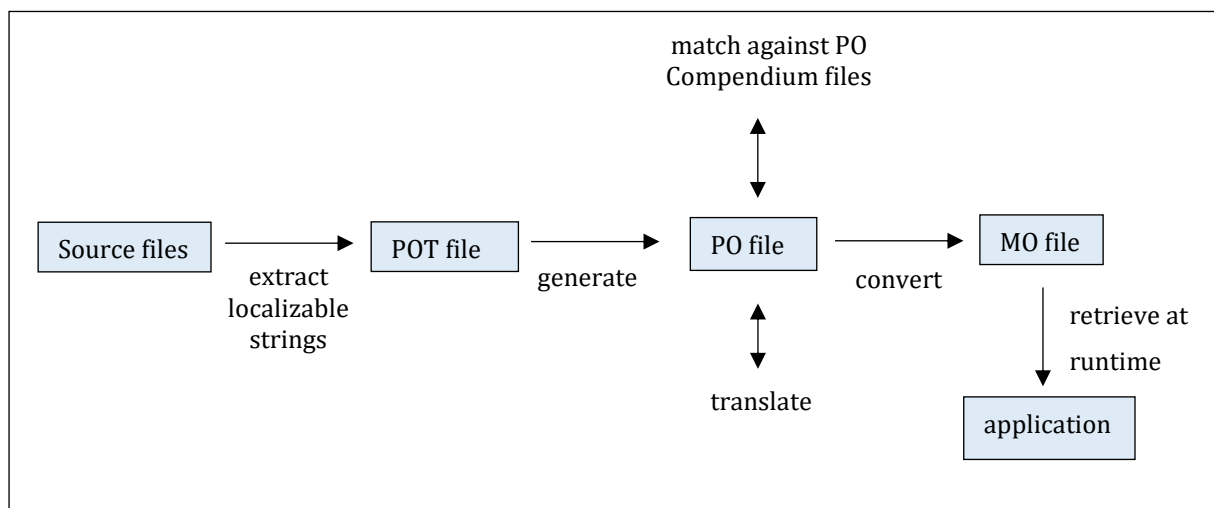 match against PO
Compendium files
Source files
POT file
PO file
MO file
extract
localizable
strings
generate
convert
retrieve at
runtime
translate
application